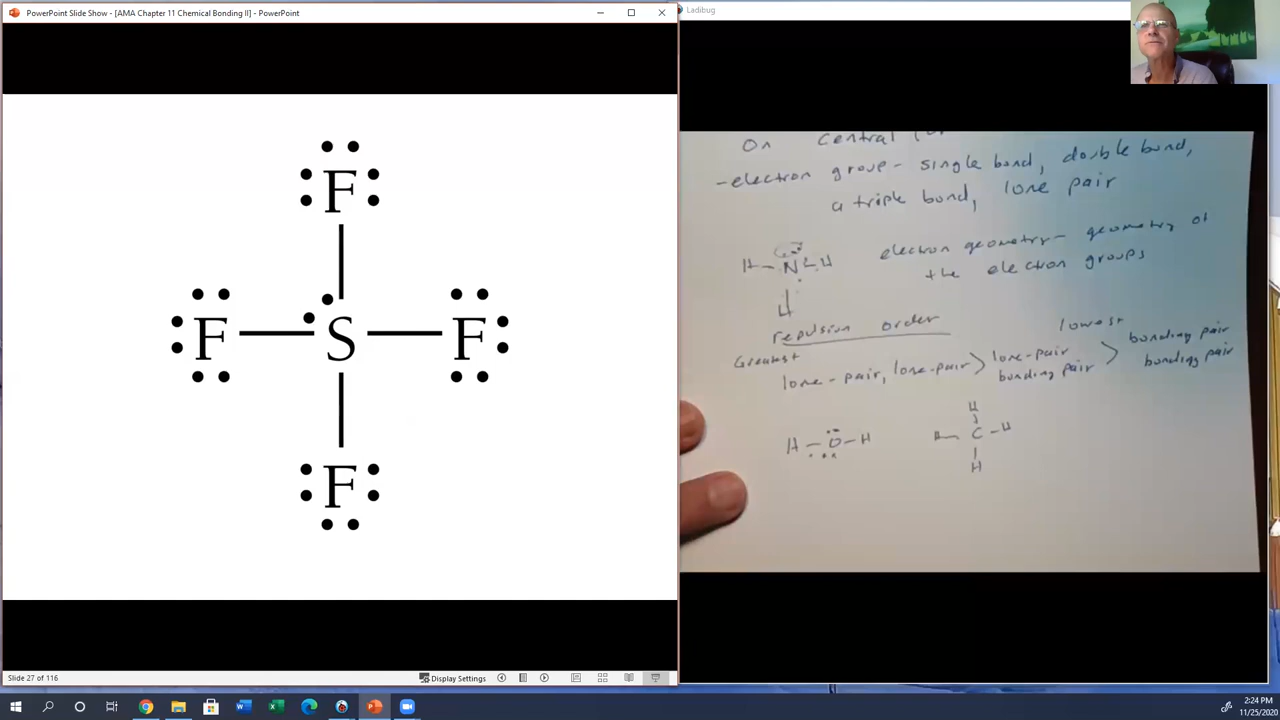 PowerPoint Slide Show - [AMA Chapter 11 Chemical Bonding II] - PowerPoint
F
F S F
F
Slide 27 of 116
Display Settings
Ladibug
On Central
-electron group - single bond, double bond,
a triple bond, lone pair
H - N - H
H
electron geometry - geometry of
the electron groups
repulsion order
Greatest
lowest
lone-pair, lone-pair > lone-pair
bonding pair > bonding pair
bonding pair
H - O - H
H
H - C - H
H
2:24 PM
11/25/2020